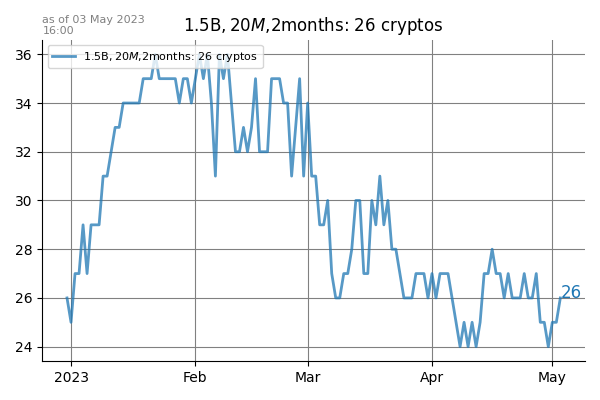 as of 03 May 2023
16:00
1.5B, 20M,2months: 26 cryptos
1.5B, 20M,2months: 26 cryptos
36
34
32
30
28
26
24
26
2023
Feb
Mar
Apr
May